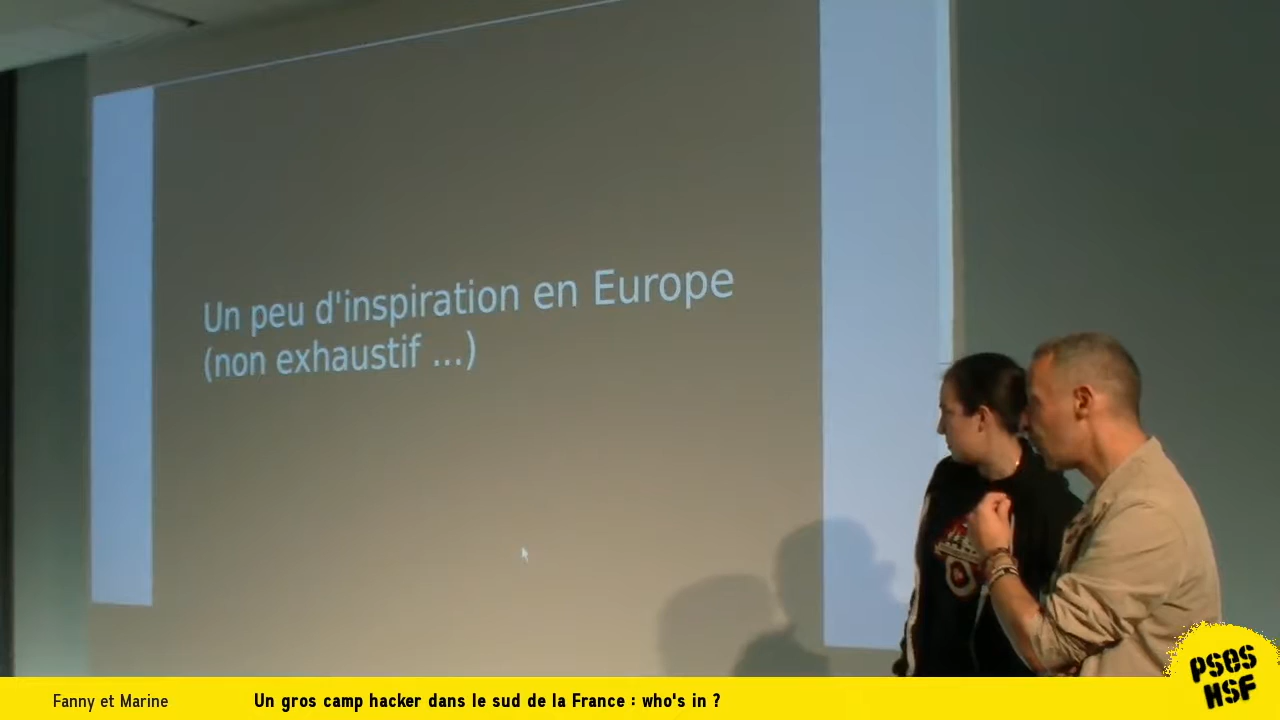 Un peu d'inspiration en Europe
(non exhaustif ...)
Fanny et Marine
Un gros camp hacker dans le sud de la France : who's in ?
PSES
HSF